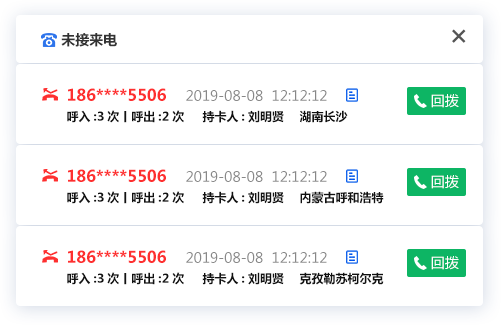 未接来电
186****5506 2019-08-08 12:12:12
回拨
呼入 :3 次 | 呼出 :2 次 持卡人 : 刘明贤 湖南长沙
186****5506 2019-08-08 12:12:12
回拨
呼入 :3 次 | 呼出 :2 次 持卡人 : 刘明贤 内蒙古呼和浩特
186****5506 2019-08-08 12:12:12
回拨
呼入 :3 次 | 呼出 :2 次 持卡人 : 刘明贤 克孜勒苏柯尔克